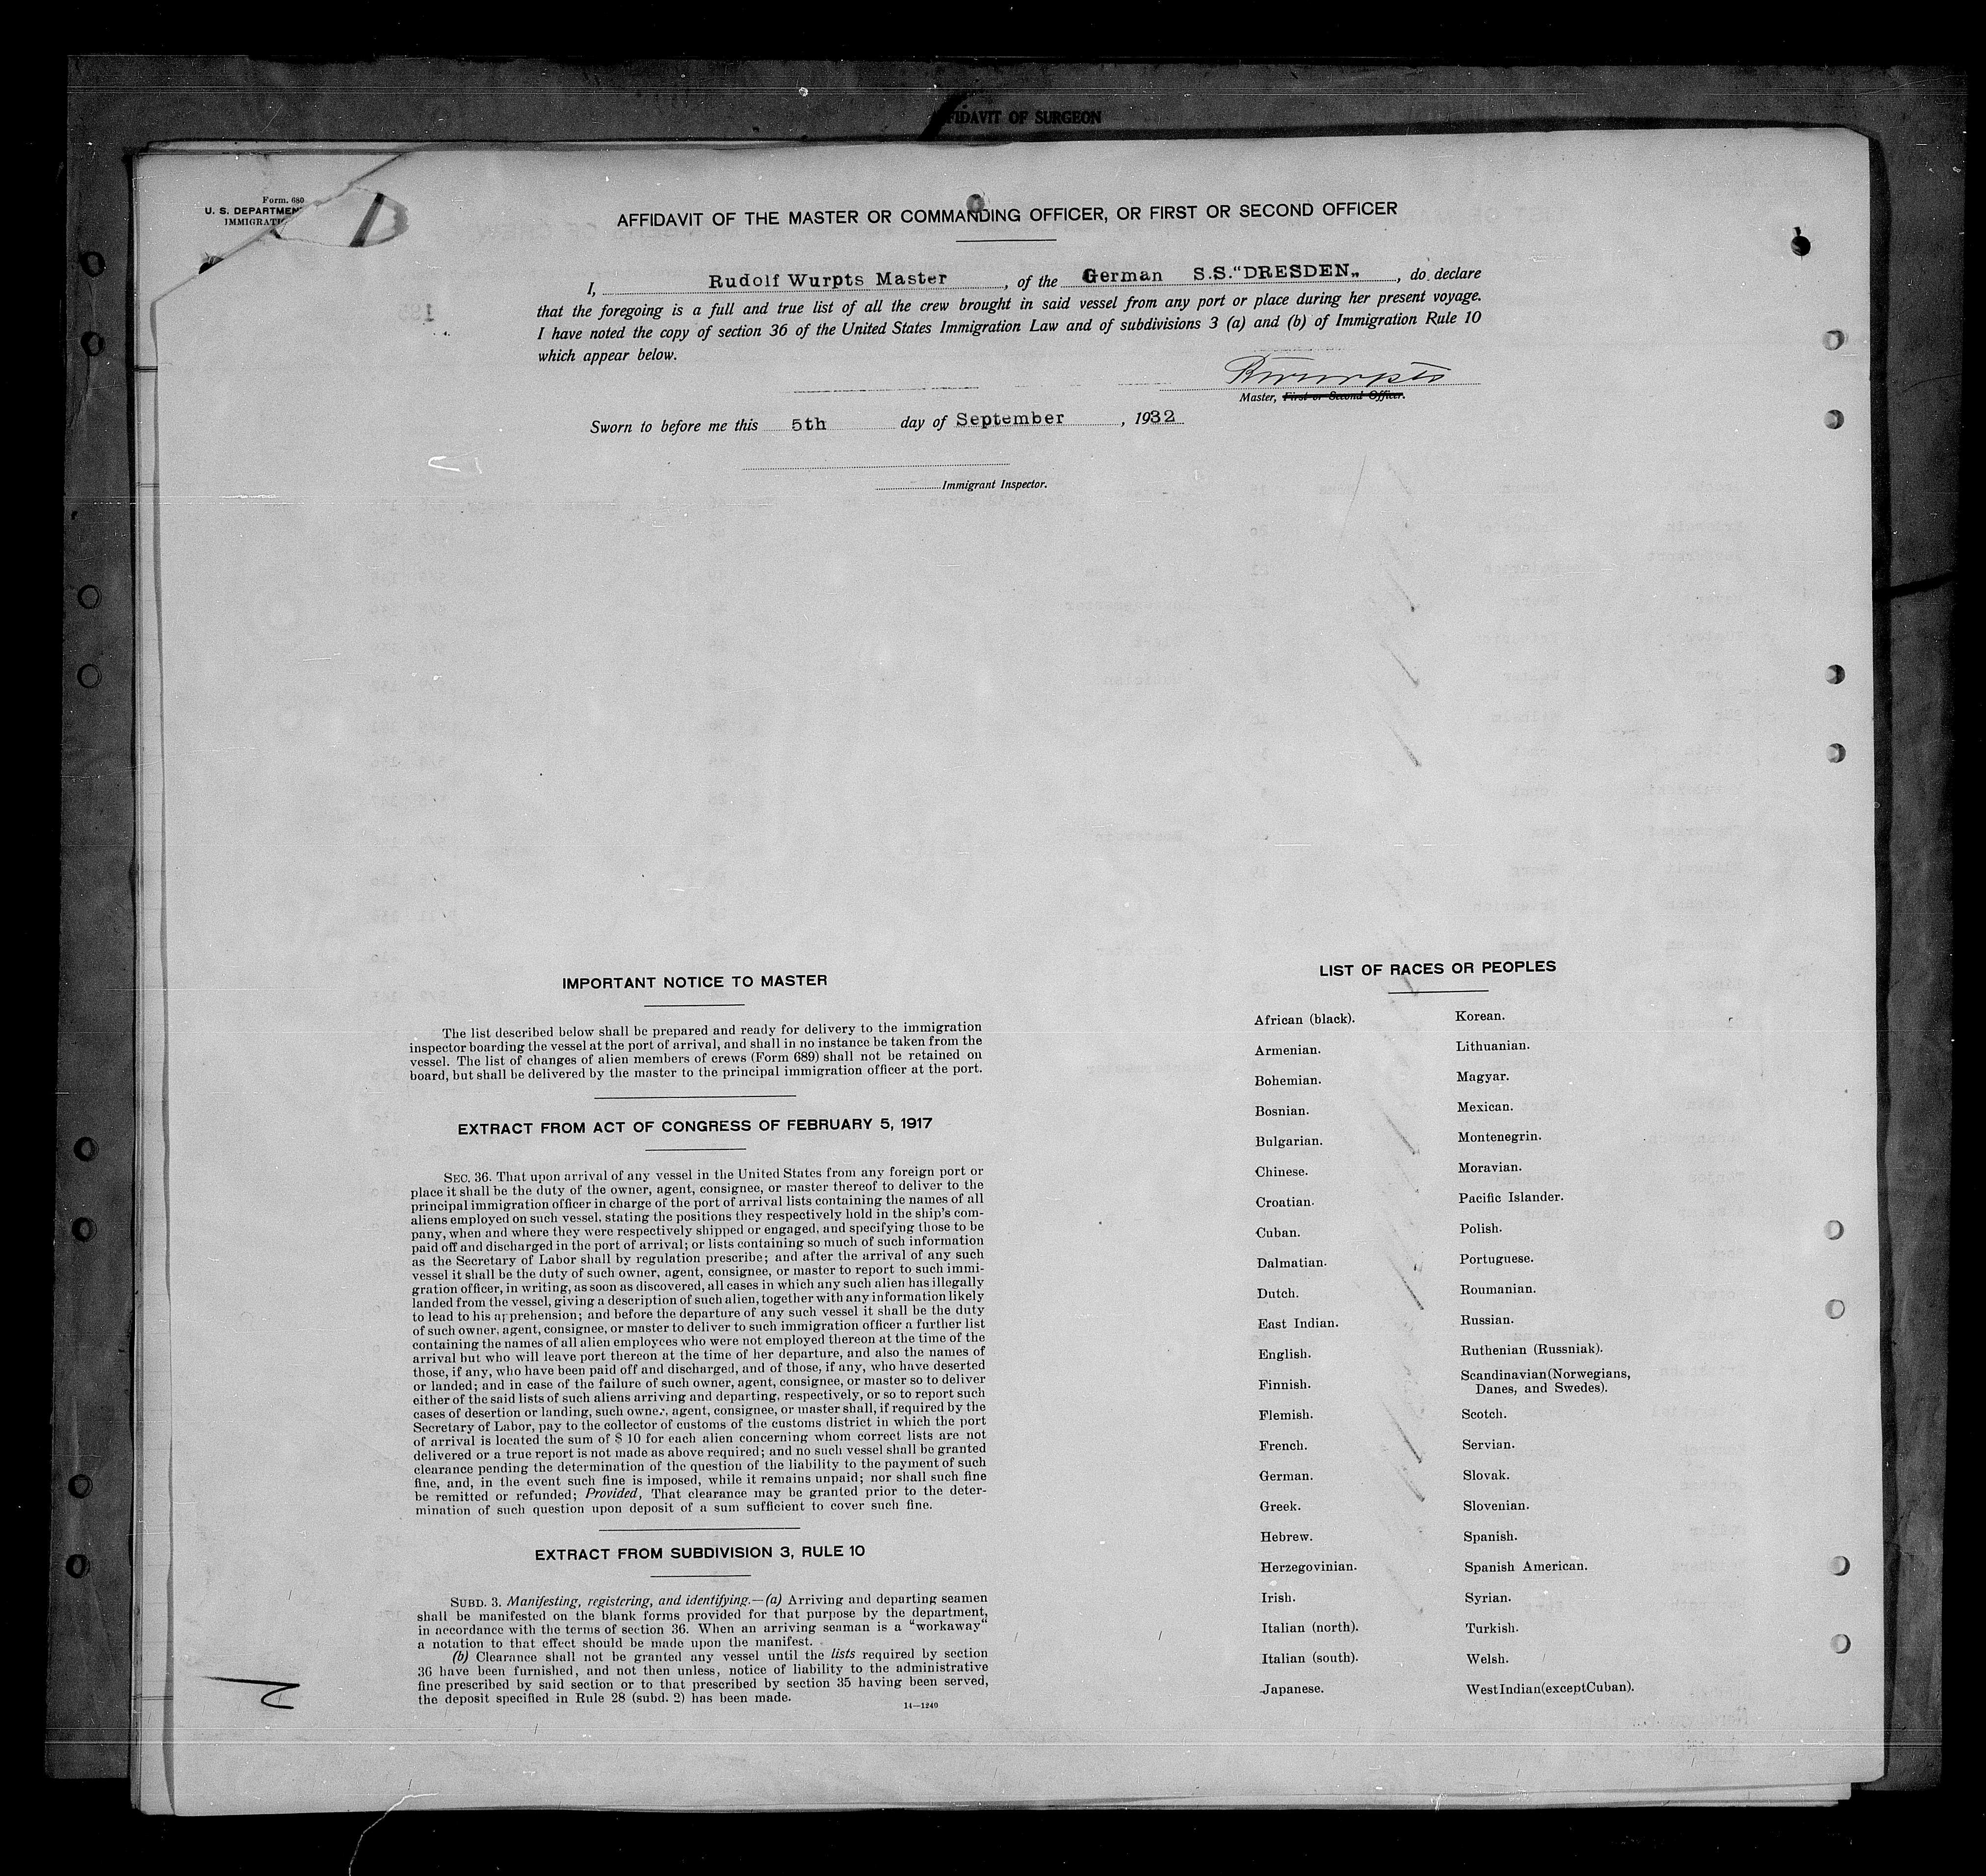 FIDAVIT OF SURGEON
Form. 680
U. S. DEPARTMEN
IMMIGRATI
AFFIDAVIT OF THE MASTER OR COMMANDING OFFICER, OR FIRST OR SECOND OFFICER
I, Rudolf Wurpts Master, of the German S.S.“DRESDEN„, do declare
that the foregoing is a full and true list of all the crew brought in said vessel from any port or place during her present voyage.
I have noted the copy of section 36 of the United States Immigration Law and of subdivisions 3 (a) and (b) of Immigration Rule 10
which appear below.
RWurpts
Master, First or Second Officer.
Sworn to before me this 5th day of September, 1932
Immigrant Inspector.
IMPORTANT NOTICE TO MASTER
The list described below shall be prepared and ready for delivery to the immigration
inspector boarding the vessel at the port of arrival, and shall in no instance be taken from the
vessel. The list of changes of alien members of crews (Form 689) shall not be retained on
board, but shall be delivered by the master to the principal immigration officer at the port.
EXTRACT FROM ACT OF CONGRESS OF FEBRUARY 5, 1917
SEC. 36. That upon arrival of any vessel in the United States from any foreign port or
place it shall be the duty of the owner, agent, consignee, or master thereof to deliver to the
principal immigration officer in charge of the port of arrival lists containing the names of all
aliens employed on such vessel, stating the positions they respectively hold in the ship's com-
pany, when and where they were respectively shipped or engaged, and specifying those to be
paid off and discharged in the port of arrival; or lists containing so much of such information
as the Secretary of Labor shall by regulation prescribe; and after the arrival of any such
vessel it shall be the duty of such owner, agent, consignee, or master to report to such immi-
gration officer, in writing, as soon as discovered, all cases in which any such alien has illegally
landed from the vessel, giving a description of such alien, together with any information likely
to lead to his apprehension; and before the departure of any such vessel it shall be the duty
of such owner, agent, consignee, or master to deliver to such immigration officer a further list
containing the names of all alien employees who were not employed thereon at the time of the
arrival but who will leave port thereon at the time of her departure, and also the names of
those, if any, who have been paid off and discharged, and of those, if any, who have deserted
or landed; and in case of the failure of such owner, agent, consignee, or master so to deliver
either of the said lists of such aliens arriving and departing, respectively, or so to report such
cases of desertion or landing, such owner, agent, consignee, or master shall, if required by the
Secretary of Labor, pay to the collector of customs of the customs district in which the port
of arrival is located the sum of $ 10 for each alien concerning whom correct lists are not
delivered or a true report is not made as above required; and no such vessel shall be granted
clearance pending the determination of the question of the liability to the payment of such
fine, and, in the event such fine is imposed, while it remains unpaid; nor shall such fine
be remitted or refunded; Provided, That clearance may be granted prior to the deter-
mination of such question upon deposit of a sum sufficient to cover such fine.
EXTRACT FROM SUBDIVISION 3, RULE 10
SUBD. 3. Manifesting, registering, and identifying.—(a) Arriving and departing seamen
shall be manifested on the blank forms provided for that purpose by the department,
in accordance with the terms of section 36. When an arriving seaman is a “workaway“
a notation to that effect should be made upon the manifest.
(b) Clearance shall not be granted any vessel until the lists required by section
36 have been furnished, and not then unless, notice of liability to the administrative
fine prescribed by said section or to that prescribed by section 35 having been served,
the deposit specified in Rule 28 (subd. 2) has been made.
14—1240
LIST OF RACES OR PEOPLES
African (black).
Armenian.
Bohemian.
Bosnian.
Bulgarian.
Chinese.
Croatian.
Cuban.
Dalmatian.
Dutch.
East Indian.
English.
Finnish.
Flemish.
French.
German.
Greek.
Hebrew.
Herzegovinian.
Irish.
Italian (north).
Italian (south).
Japanese.
Korean.
Lithuanian.
Magyar.
Mexican.
Montenegrin.
Moravian.
Pacific Islander.
Polish.
Portuguese.
Roumanian.
Russian.
Ruthenian (Russniak).
Scandinavian (Norwegians,
Danes, and Swedes).
Scotch.
Servian.
Slovak.
Slovenian.
Spanish.
Spanish American.
Syrian.
Turkish.
Welsh.
West Indian (except Cuban).